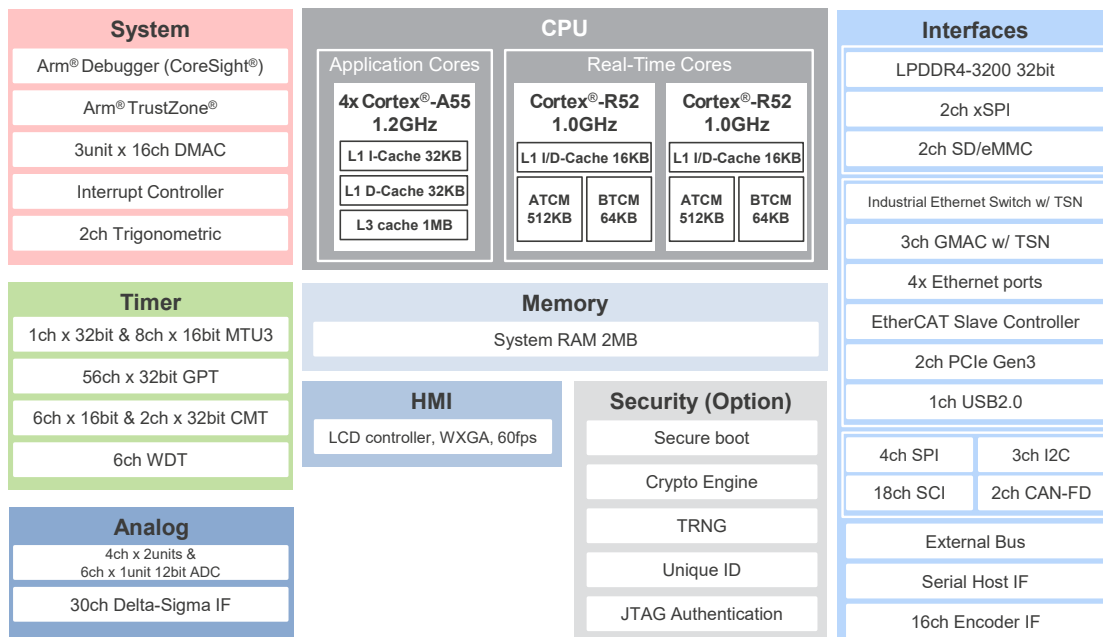 System
Arm® Debugger (CoreSight®)
Arm® TrustZone®
3unit x 16ch DMAC
Interrupt Controller
2ch Trigonometric
Timer
1ch x 32bit & 8ch x 16bit MTU3
56ch x 32bit GPT
6ch x 16bit & 2ch x 32bit CMT
6ch WDT
Analog
4ch x 2units &
6ch x 1unit 12bit ADC
30ch Delta-Sigma IF
CPU
Application Cores
4x Cortex®-A55
1.2GHz
L1 I-Cache 32KB
L1 D-Cache 32KB
L3 cache 1MB
Real-Time Cores
Cortex®-R52
1.0GHz
L1 I/D-Cache 16KB
ATCM
512KB
BTCM
64KB
Cortex®-R52
1.0GHz
L1 I/D-Cache 16KB
ATCM
512KB
BTCM
64KB
Memory
System RAM 2MB
HMI
LCD controller, WXGA, 60fps
Security (Option)
Secure boot
Crypto Engine
TRNG
Unique ID
JTAG Authentication
Interfaces
LPDDR4-3200 32bit
2ch xSPI
2ch SD/eMMC
Industrial Ethernet Switch w/ TSN
3ch GMAC w/ TSN
4x Ethernet ports
EtherCAT Slave Controller
2ch PCIe Gen3
1ch USB2.0
4ch SPI
3ch I2C
18ch SCI
2ch CAN-FD
External Bus
Serial Host IF
16ch Encoder IF